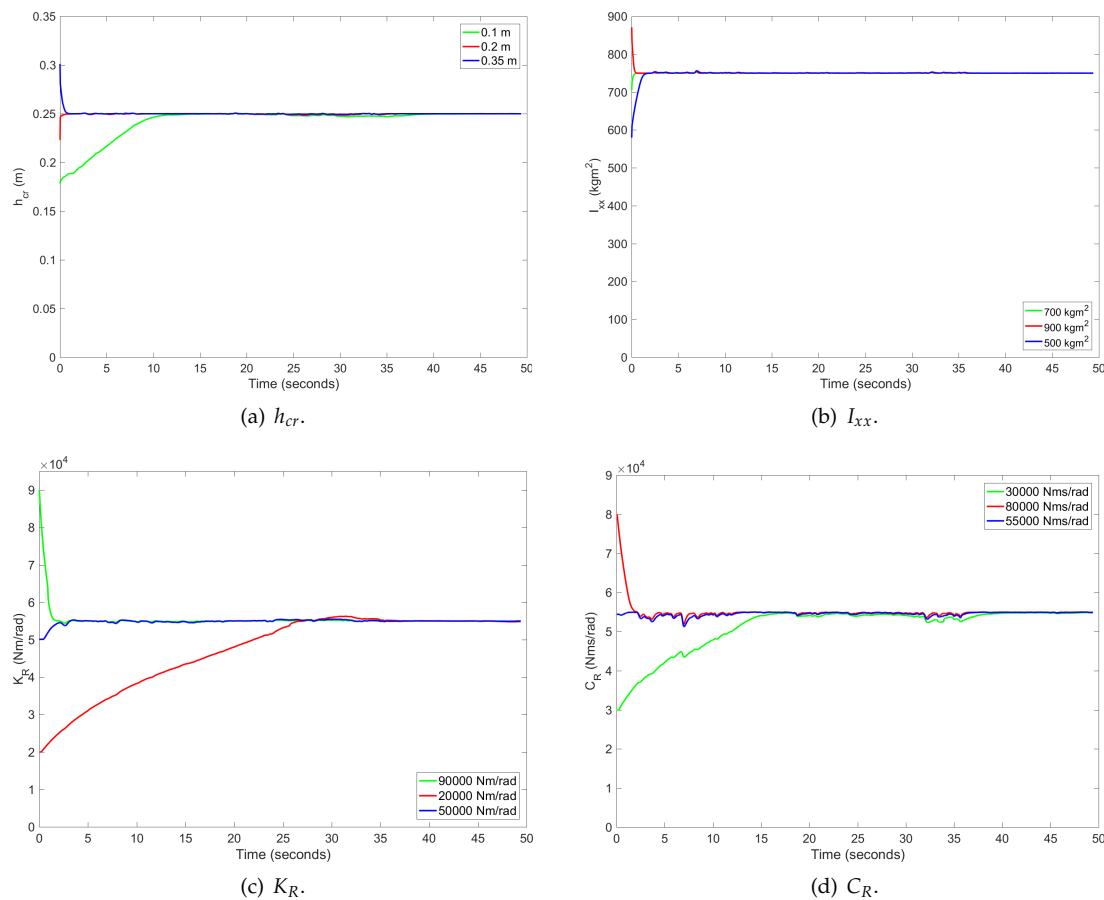 0.35
0.3
0.25
0.2
0.15
0.1
0.05
0
h_cr (m)
0 5 10 15 20 25 30 35 40 45 50
Time (seconds)
0.1 m
0.2 m
0.35 m
(a) h_cr.
900
800
700
600
500
400
300
200
100
0
I_xx (kgm²)
0 5 10 15 20 25 30 35 40 45 50
Time (seconds)
700 kgm²
900 kgm²
500 kgm²
(b) I_xx.
×10⁴
9
8
7
6
5
4
3
2
1
0
K_R (Nm/rad)
0 5 10 15 20 25 30 35 40 45 50
Time (seconds)
90000 Nm/rad
20000 Nm/rad
50000 Nm/rad
(c) K_R.
×10⁴
9
8
7
6
5
4
3
2
1
0
C_R (Nms/rad)
0 5 10 15 20 25 30 35 40 45 50
Time (seconds)
30000 Nms/rad
80000 Nms/rad
55000 Nms/rad
(d) C_R.